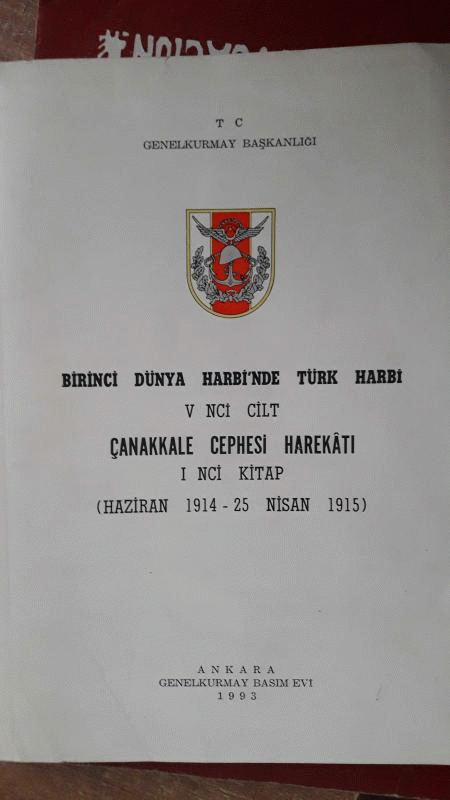 T C
GENELKURMAY BAŞKANLIĞI
BİRİNCİ DÜNYA HARBİ'NDE TÜRK HARBİ
V NCİ CİLT
ÇANAKKALE CEPHESİ HAREKÂTI
I NCİ KİTAP
(HAZİRAN 1914 - 25 NİSAN 1915)
ANKARA
GENELKURMAY BASIM EVİ
1993